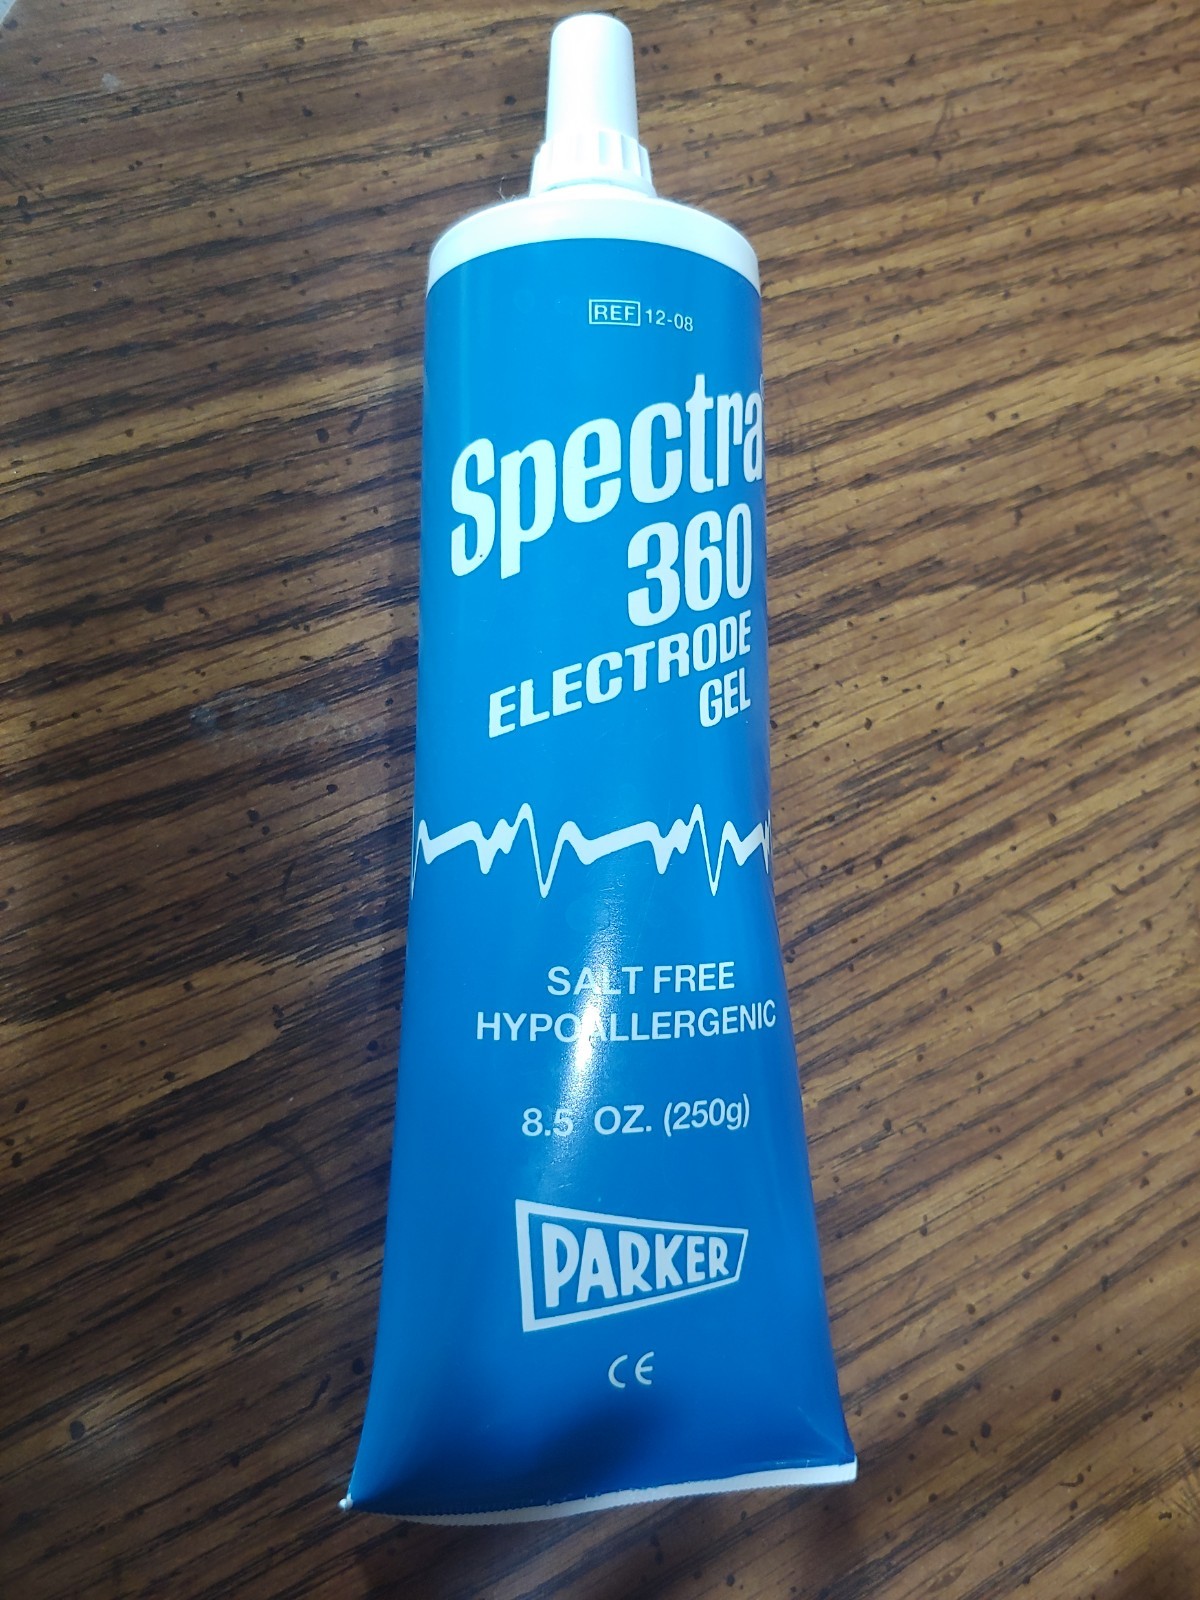 REF 12-08
Spectra
360
ELECTRODE
GEL
SALT FREE
HYPOALLERGENIC
8.5 OZ. (250g)
PARKER
CE